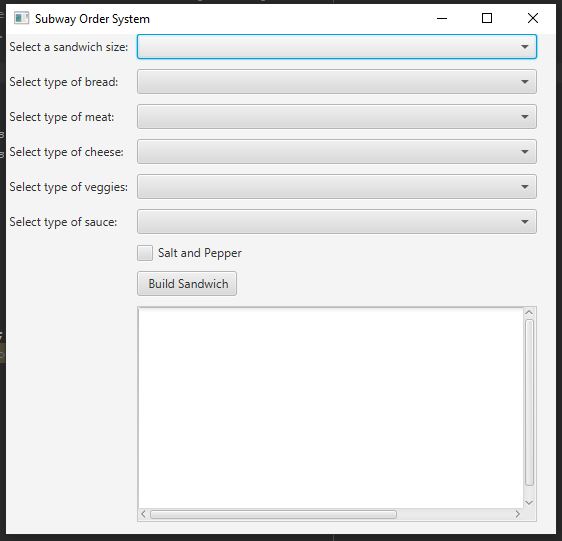 Subway Order System
Select a sandwich size:
Select type of bread:
Select type of meat:
Select type of cheese:
Select type of veggies:
Select type of sauce:
Salt and Pepper
Build Sandwich